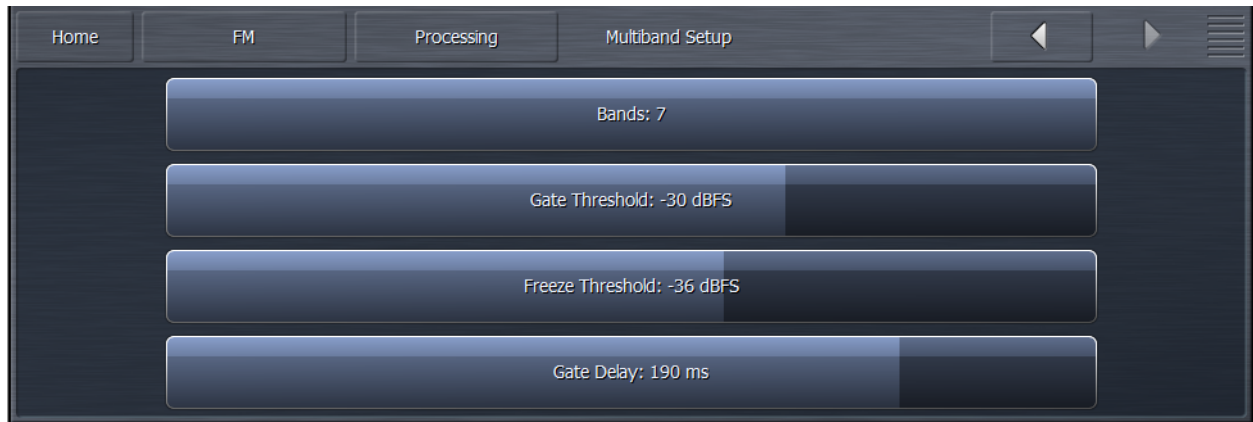 Home
FM
Processing
Multiband Setup
Bands: 7
Gate Threshold: -30 dBFS
Freeze Threshold: -36 dBFS
Gate Delay: 190 ms